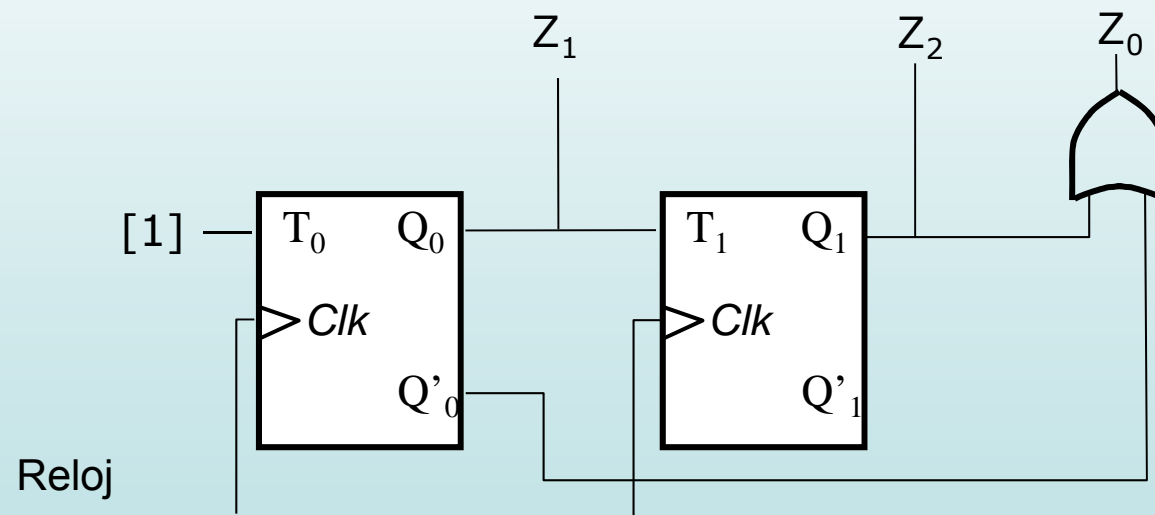 Z₁ Z₂ Z₀
[1] T₀ Q₀ T₁ Q₁
Clk Clk
Q’₀ Q’₁
Reloj